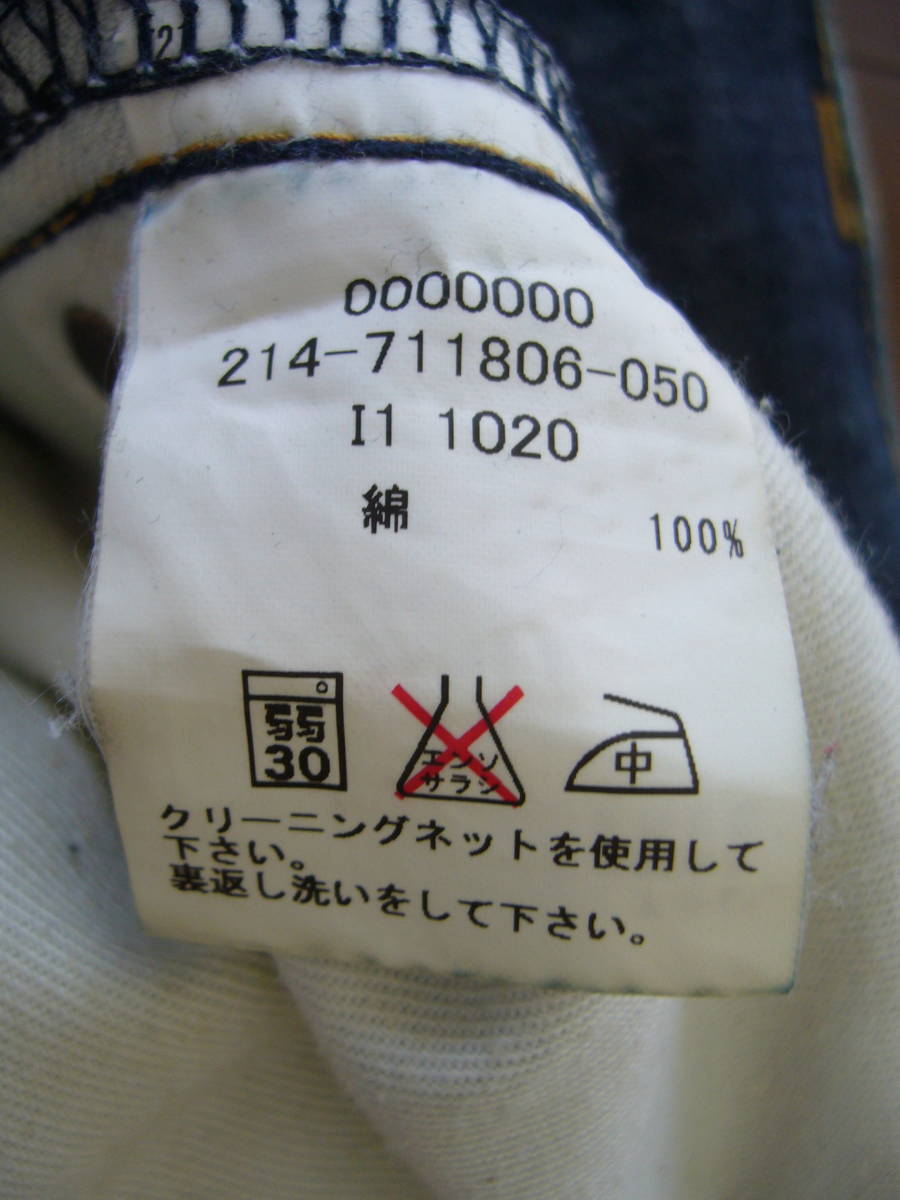 0000000
214-711806-050
I1 1020
綿 100%
弱
30
エンソ
サラシ
中
クリーニングネットを使用して
下さい。
裏返し洗いをして下さい。